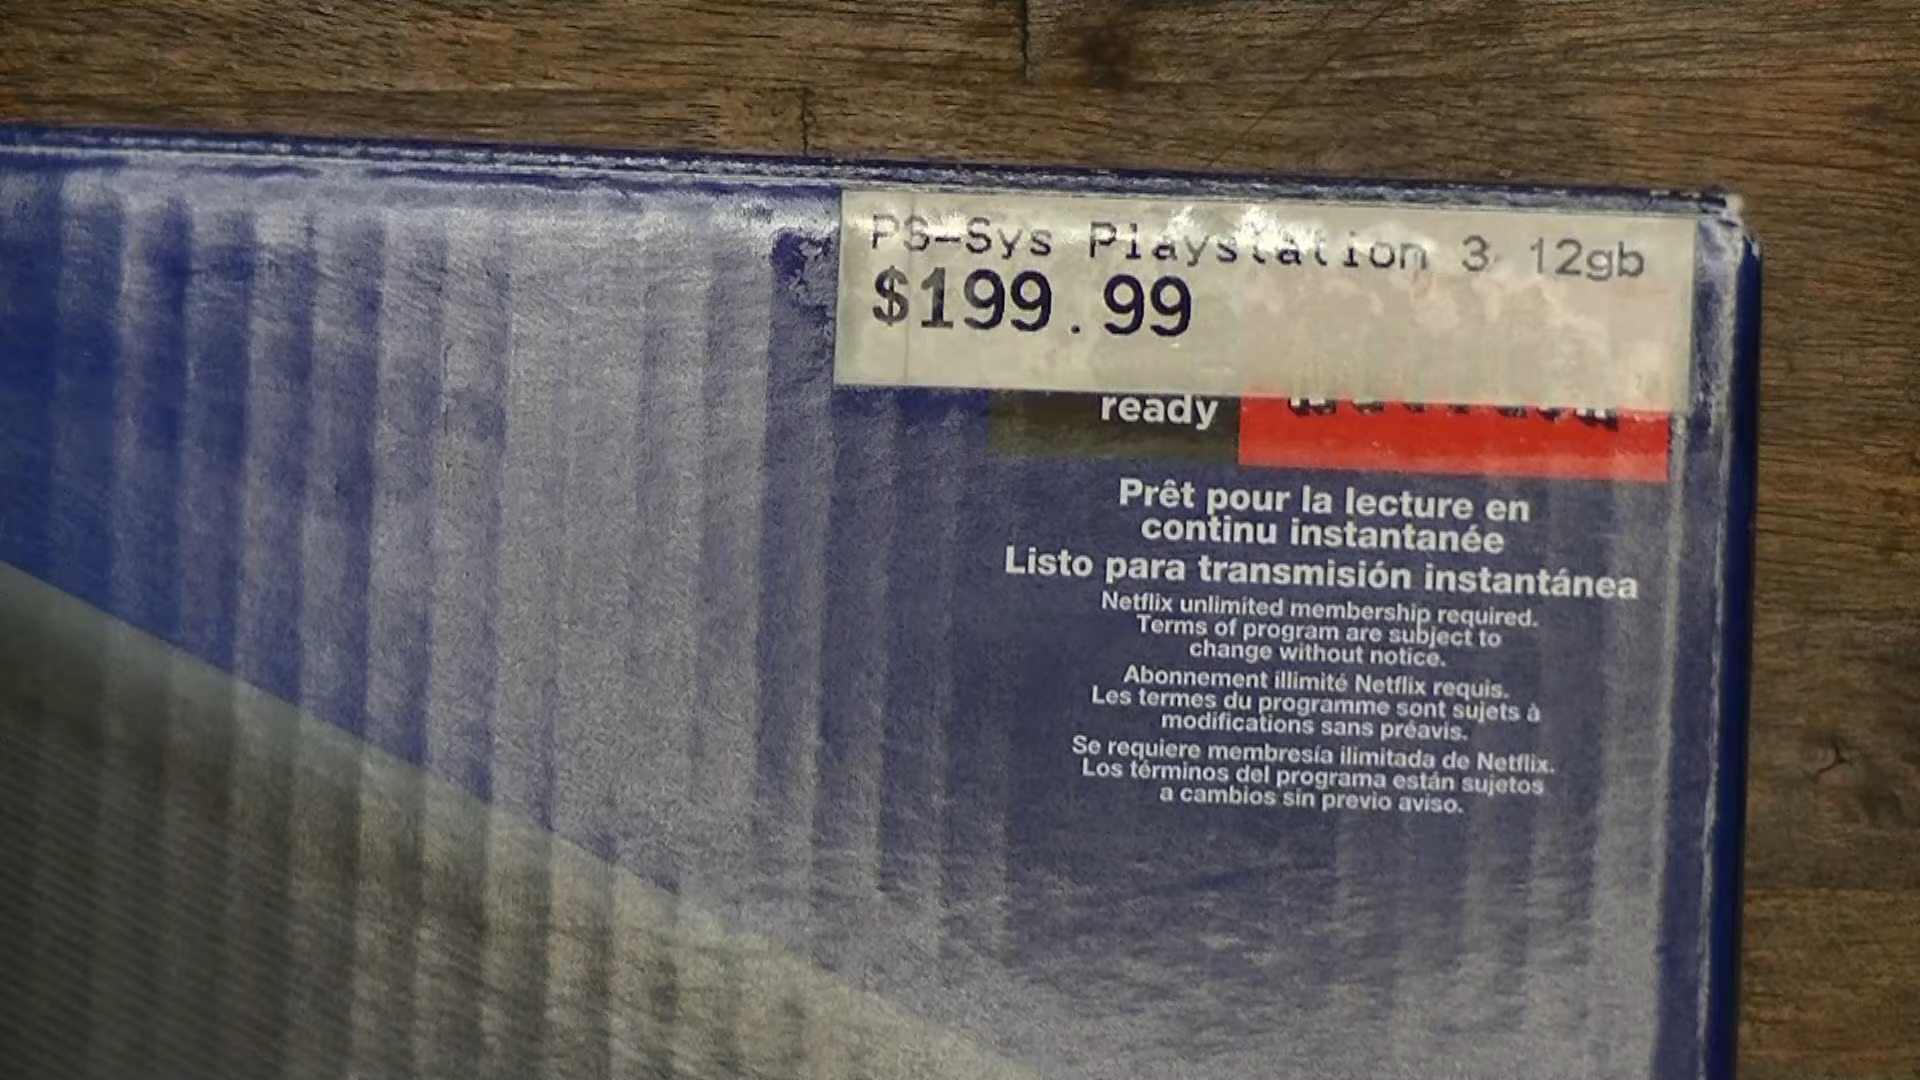 PS-Sys Playstation 3 12gb
$199.99
ready
Prêt pour la lecture en
continu instantanée
Listo para transmisión instantánea
Netflix unlimited membership required.
Terms of program are subject to
change without notice.
Abonnement illimité Netflix requis.
Les termes du programme sont sujets à
modifications sans préavis.
Se requiere membresía ilimitada de Netflix.
Los términos del programa están sujetos
a cambios sin previo aviso.